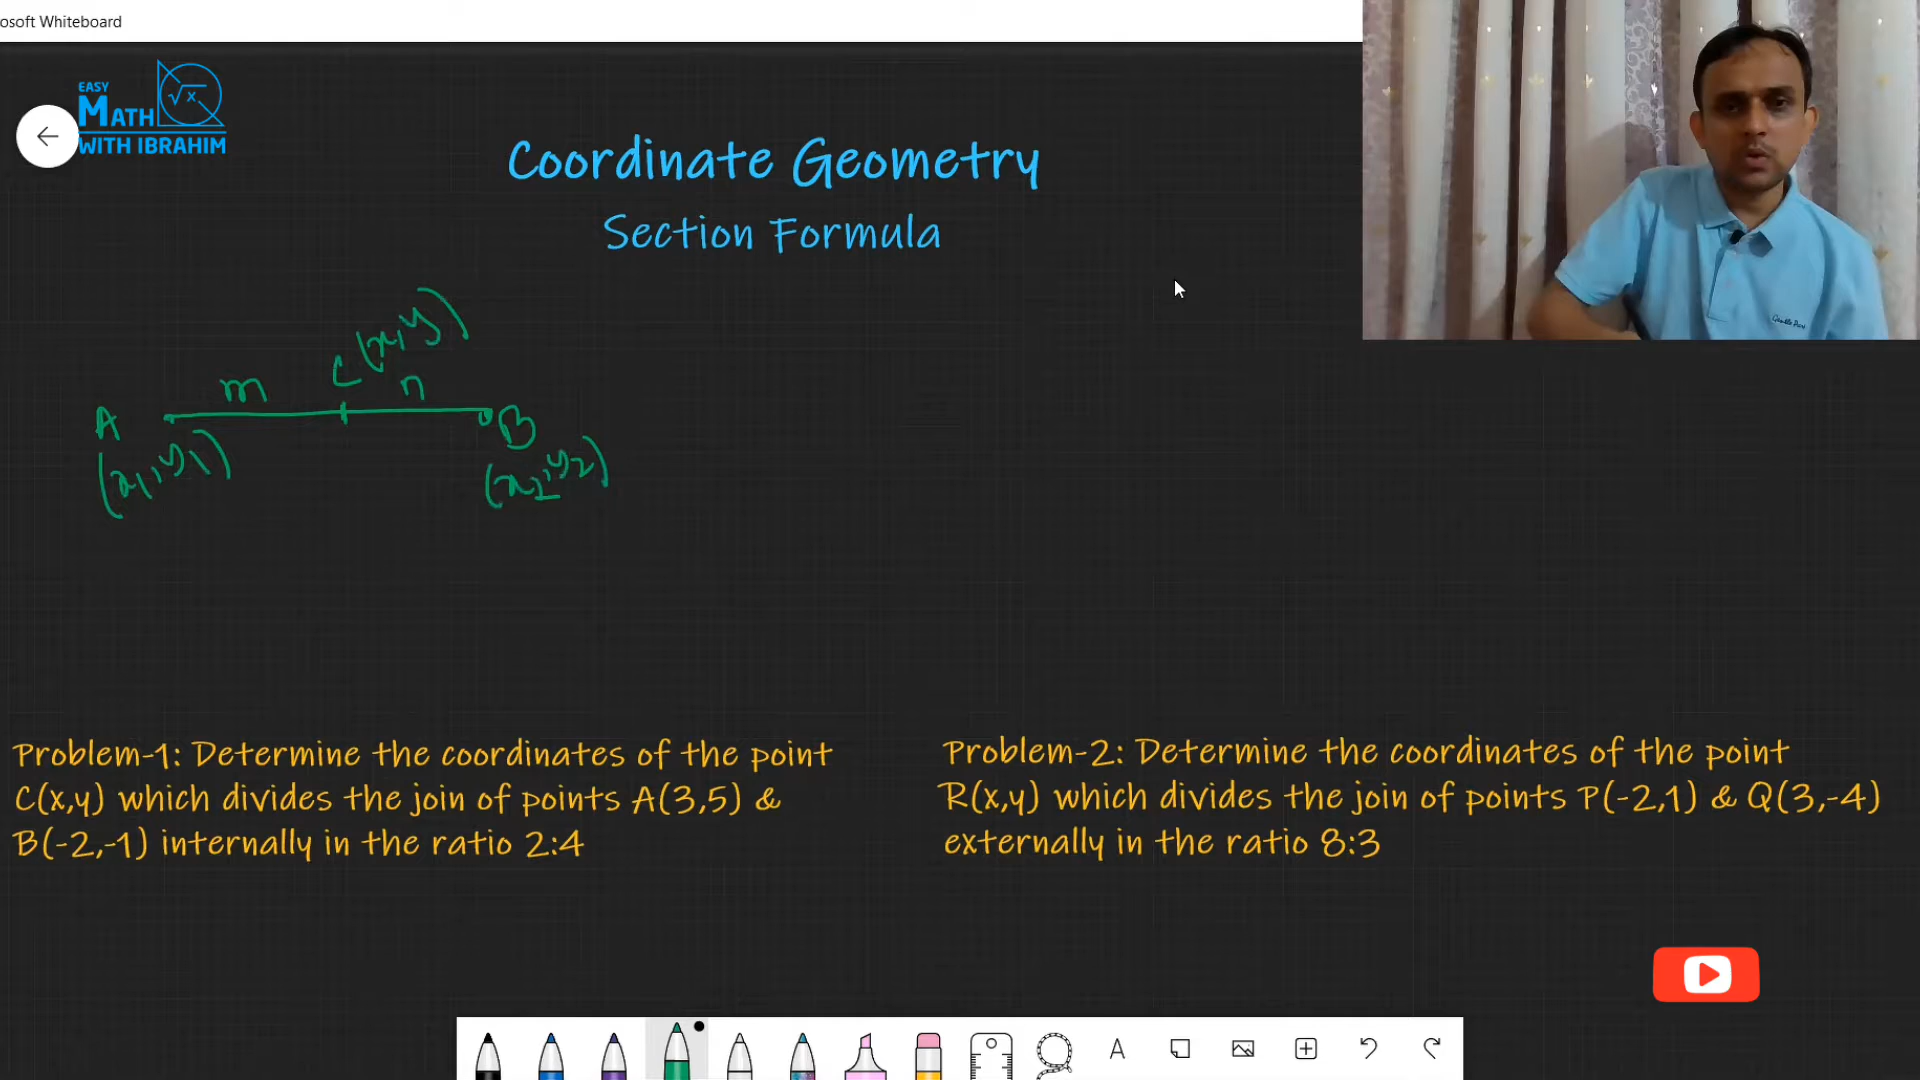 osoft Whiteboard
EASY
MATH
√x
WITH IBRAHIM
Coordinate Geometry
Section Formula
C (x, y)
m
n
A
B
(x1, y1)
(x2, y2)
Problem-1: Determine the coordinates of the point
C(x,y) which divides the join of points A(3,5) &
B(-2,-1) internally in the ratio 2:4
Problem-2: Determine the coordinates of the point
R(x,y) which divides the join of points P(-2,1) & Q(3,-4)
externally in the ratio 8:3
A